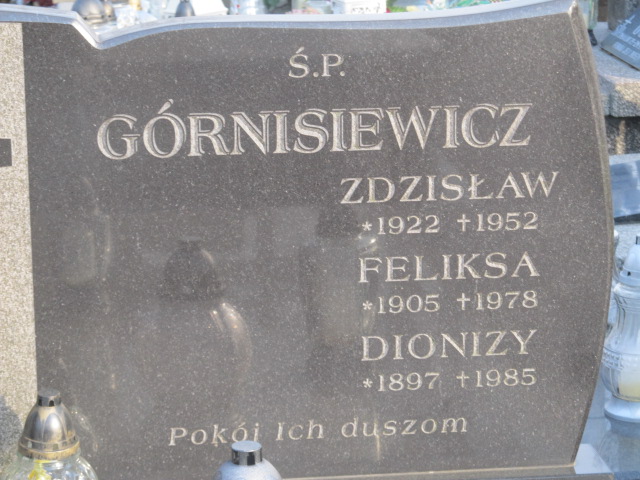 Ś.P.
GÓRNISIEWICZ
ZDZISŁAW
*1922 †1952
FELIKSA
*1905 †1978
DIONIZY
*1897 †1985
Pokój Ich duszom